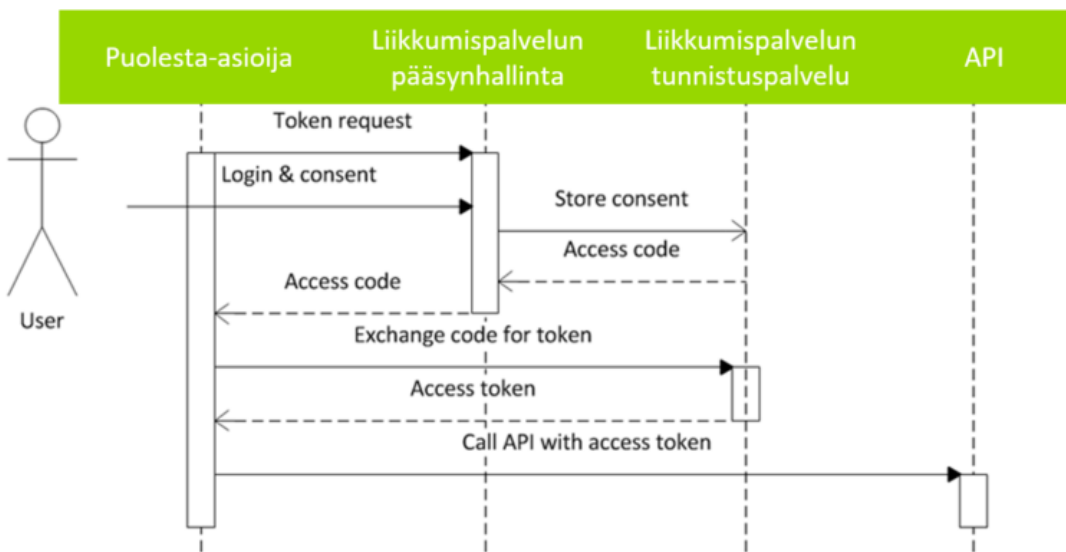 Puolesta-asioija
Liikkumispalvelun
pääsynhallinta
Liikkumispalvelun
tunnistuspalvelu
API
Token request
Login & consent
Store consent
Access code
Access code
User
Exchange code for token
Access token
Call API with access token